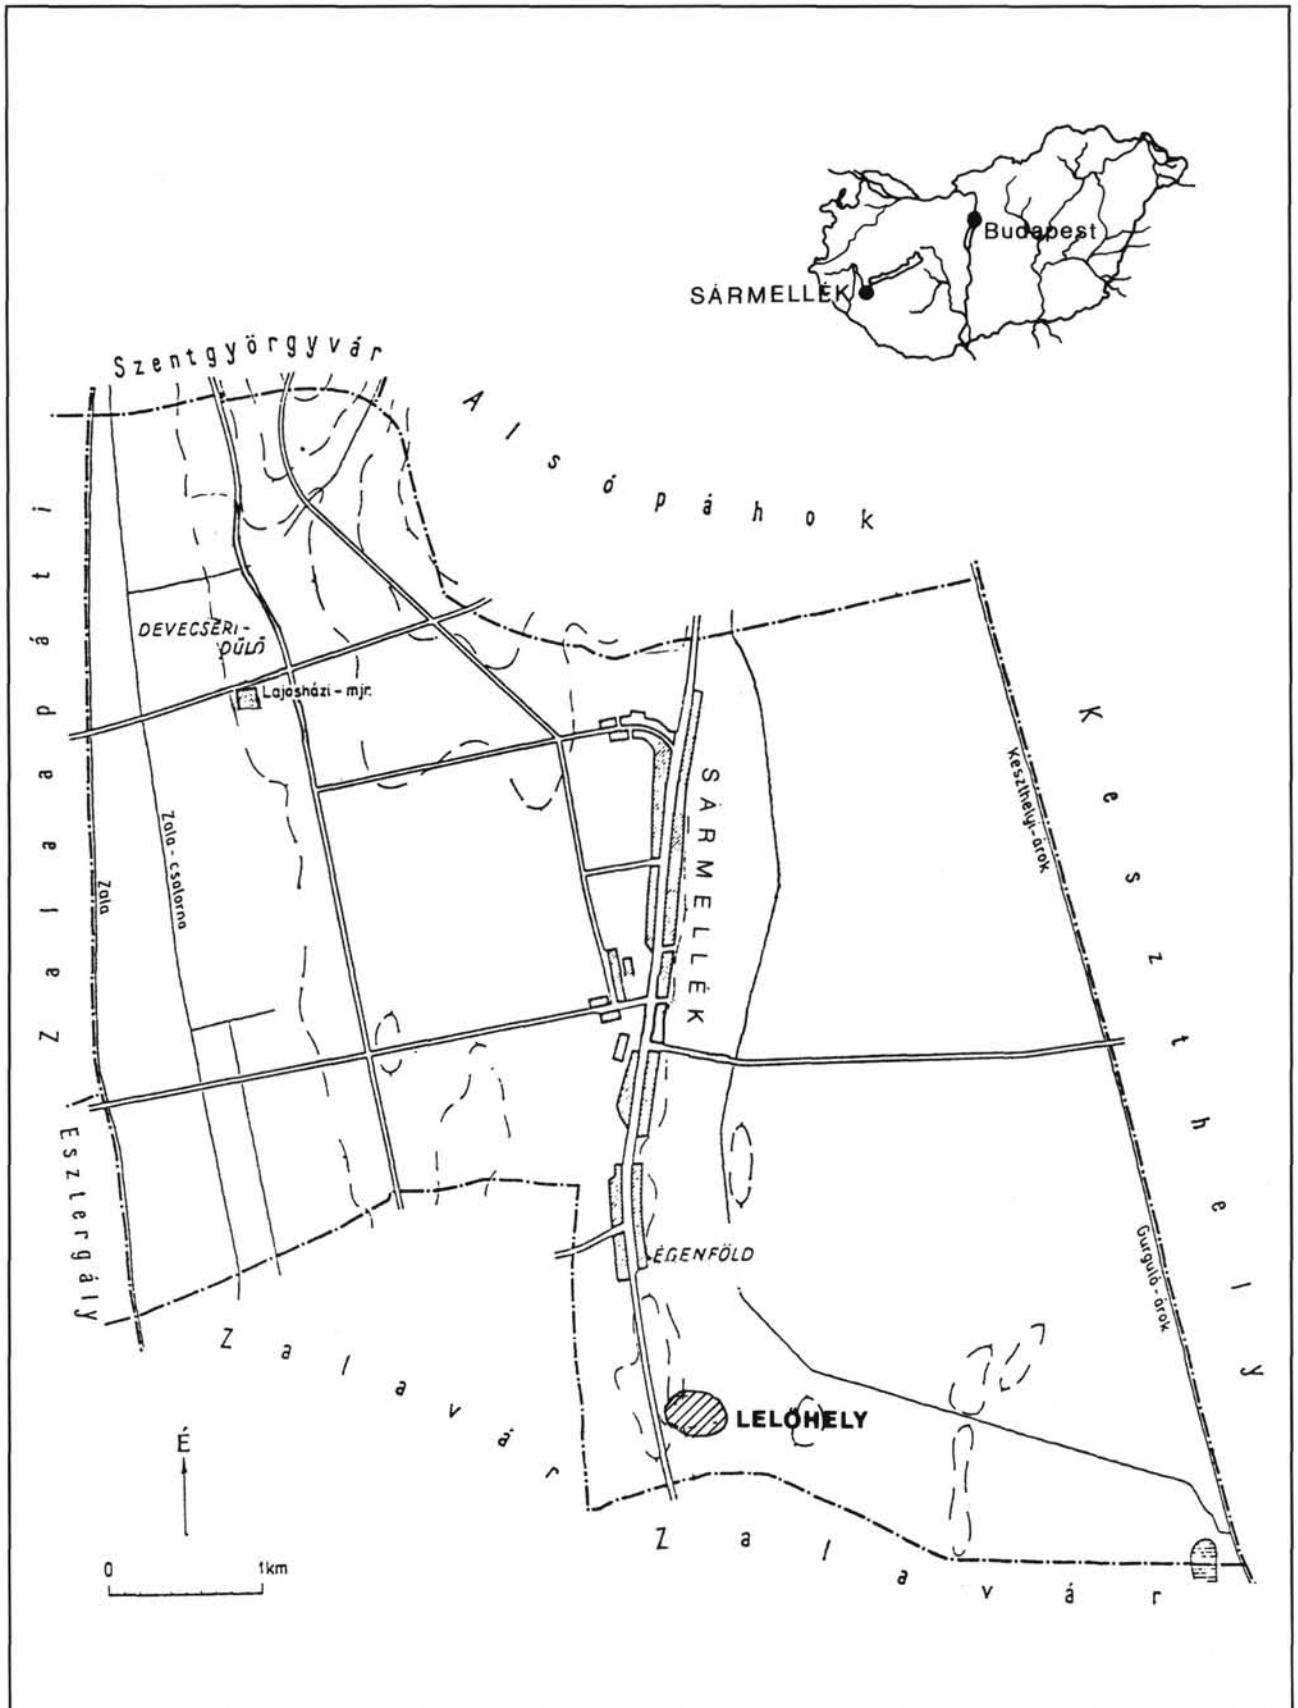 Budapest
SÁRMELLÉK
Szentgyörgyvár
Alsópáhok
Zalaapáti
DEVECSERI-
DŰLŐ
Lajosházi-mjr.
Keszthely
Keszthelyi-árok
SÁRMELLÉK
Zala-csatorna
Zala
Esztergály
ÉGENFÖLD
Gurguló-árok
Zalavár
LELŐHELY
É
Zalavár
0 1km